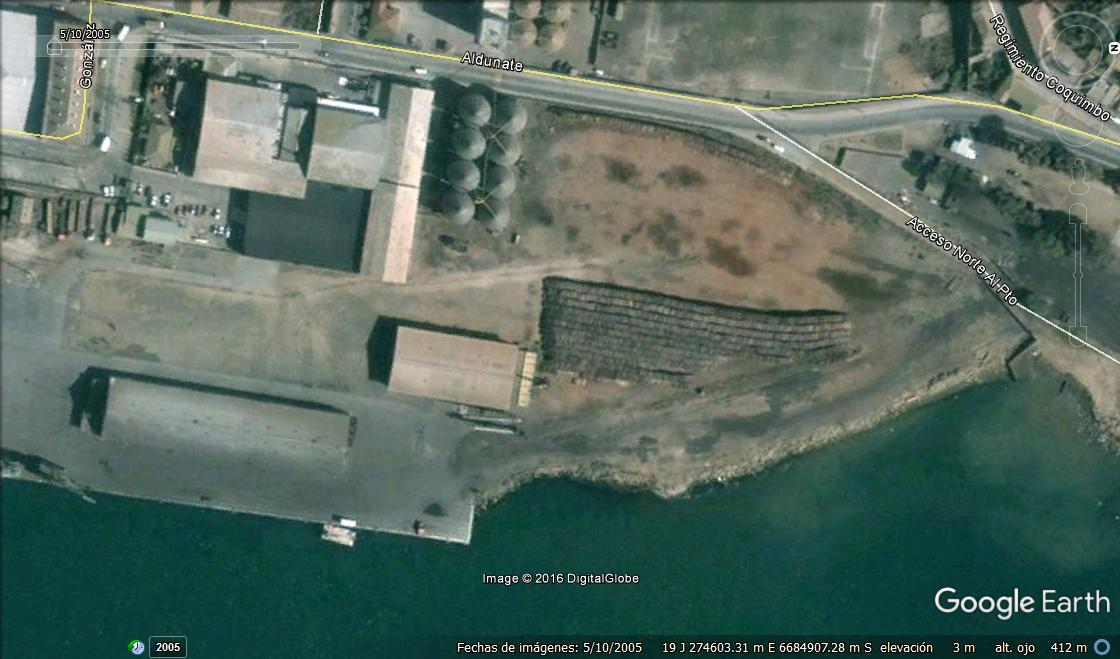 5/10/2005
González
Aldunate
Regimiento Coquimbo
N
Acceso Norte Al Pto
Image © 2016 DigitalGlobe
Google Earth
2005
Fechas de imágenes: 5/10/2005 19 J 274603.31 m E 6684907.28 m S elevación 3 m alt. ojo 412 m